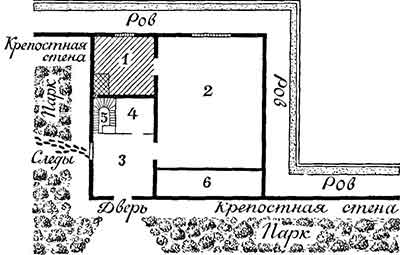 Ров
Крепостная
стена
Парк
1
2
Ров
5
4
Следы
3
6
Ров
Дверь
Крепостная стена
Парк